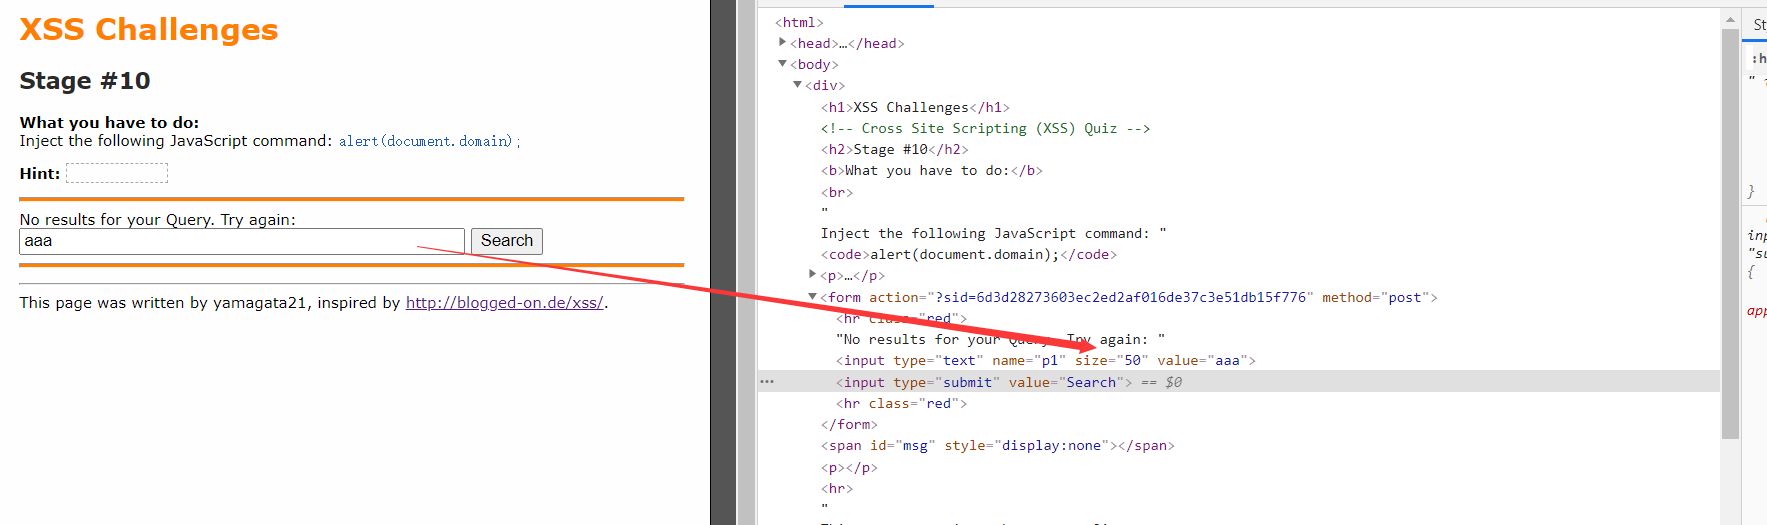 XSS Challenges
Stage #10
What you have to do:
Inject the following JavaScript command: alert(document.domain);
Hint:
No results for your Query. Try again:
aaa Search
This page was written by yamagata21, inspired by http://blogged-on.de/xss/.
<html>
<head>…</head>
<body>
<div>
<h1>XSS Challenges</h1>
<!-- Cross Site Scripting (XSS) Quiz -->
<h2>Stage #10</h2>
<b>What you have to do:</b>
<br>
"
Inject the following JavaScript command: "
<code>alert(document.domain);</code>
<p>…</p>
<form action="?sid=6d3d28273603ec2ed2af016de37c3e51db15f776" method="post">
<hr class="red">
"No results for your Query. Try again: "
<input type="text" name="p1" size="50" value="aaa">
… <input type="submit" value="Search"> == $0
<hr class="red">
</form>
<span id="msg" style="display:none"></span>
<p></p>
<hr>
"
St
:h
}
inp
"su
{
app